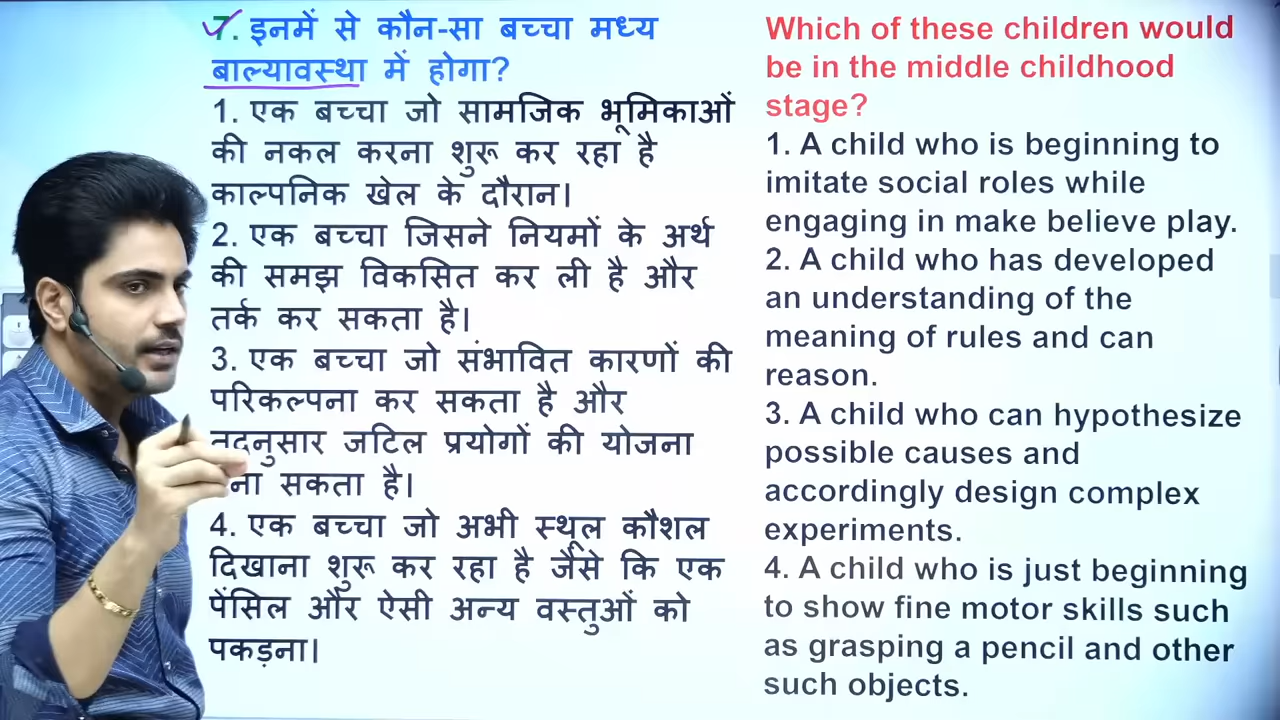 7. इनमें से कौन-सा बच्चा मध्य
बाल्यावस्था में होगा?
1. एक बच्चा जो सामजिक भूमिकाओं
की नकल करना शुरू कर रहा है
काल्पनिक खेल के दौरान।
2. एक बच्चा जिसने नियमों के अर्थ
की समझ विकसित कर ली है और
तर्क कर सकता है।
3. एक बच्चा जो संभावित कारणों की
परिकल्पना कर सकता है और
तदनुसार जटिल प्रयोगों की योजना
सकता है।
4. एक बच्चा जो अभी स्थूल कौशल
दिखाना शुरू कर रहा है जैसे कि एक
पेंसिल और ऐसी अन्य वस्तुओं को
पकड़ना।
Which of these children would
be in the middle childhood
stage?
1. A child who is beginning to
imitate social roles while
engaging in make believe play.
2. A child who has developed
an understanding of the
meaning of rules and can
reason.
3. A child who can hypothesize
possible causes and
accordingly design complex
experiments.
4. A child who is just beginning
to show fine motor skills such
as grasping a pencil and other
such objects.